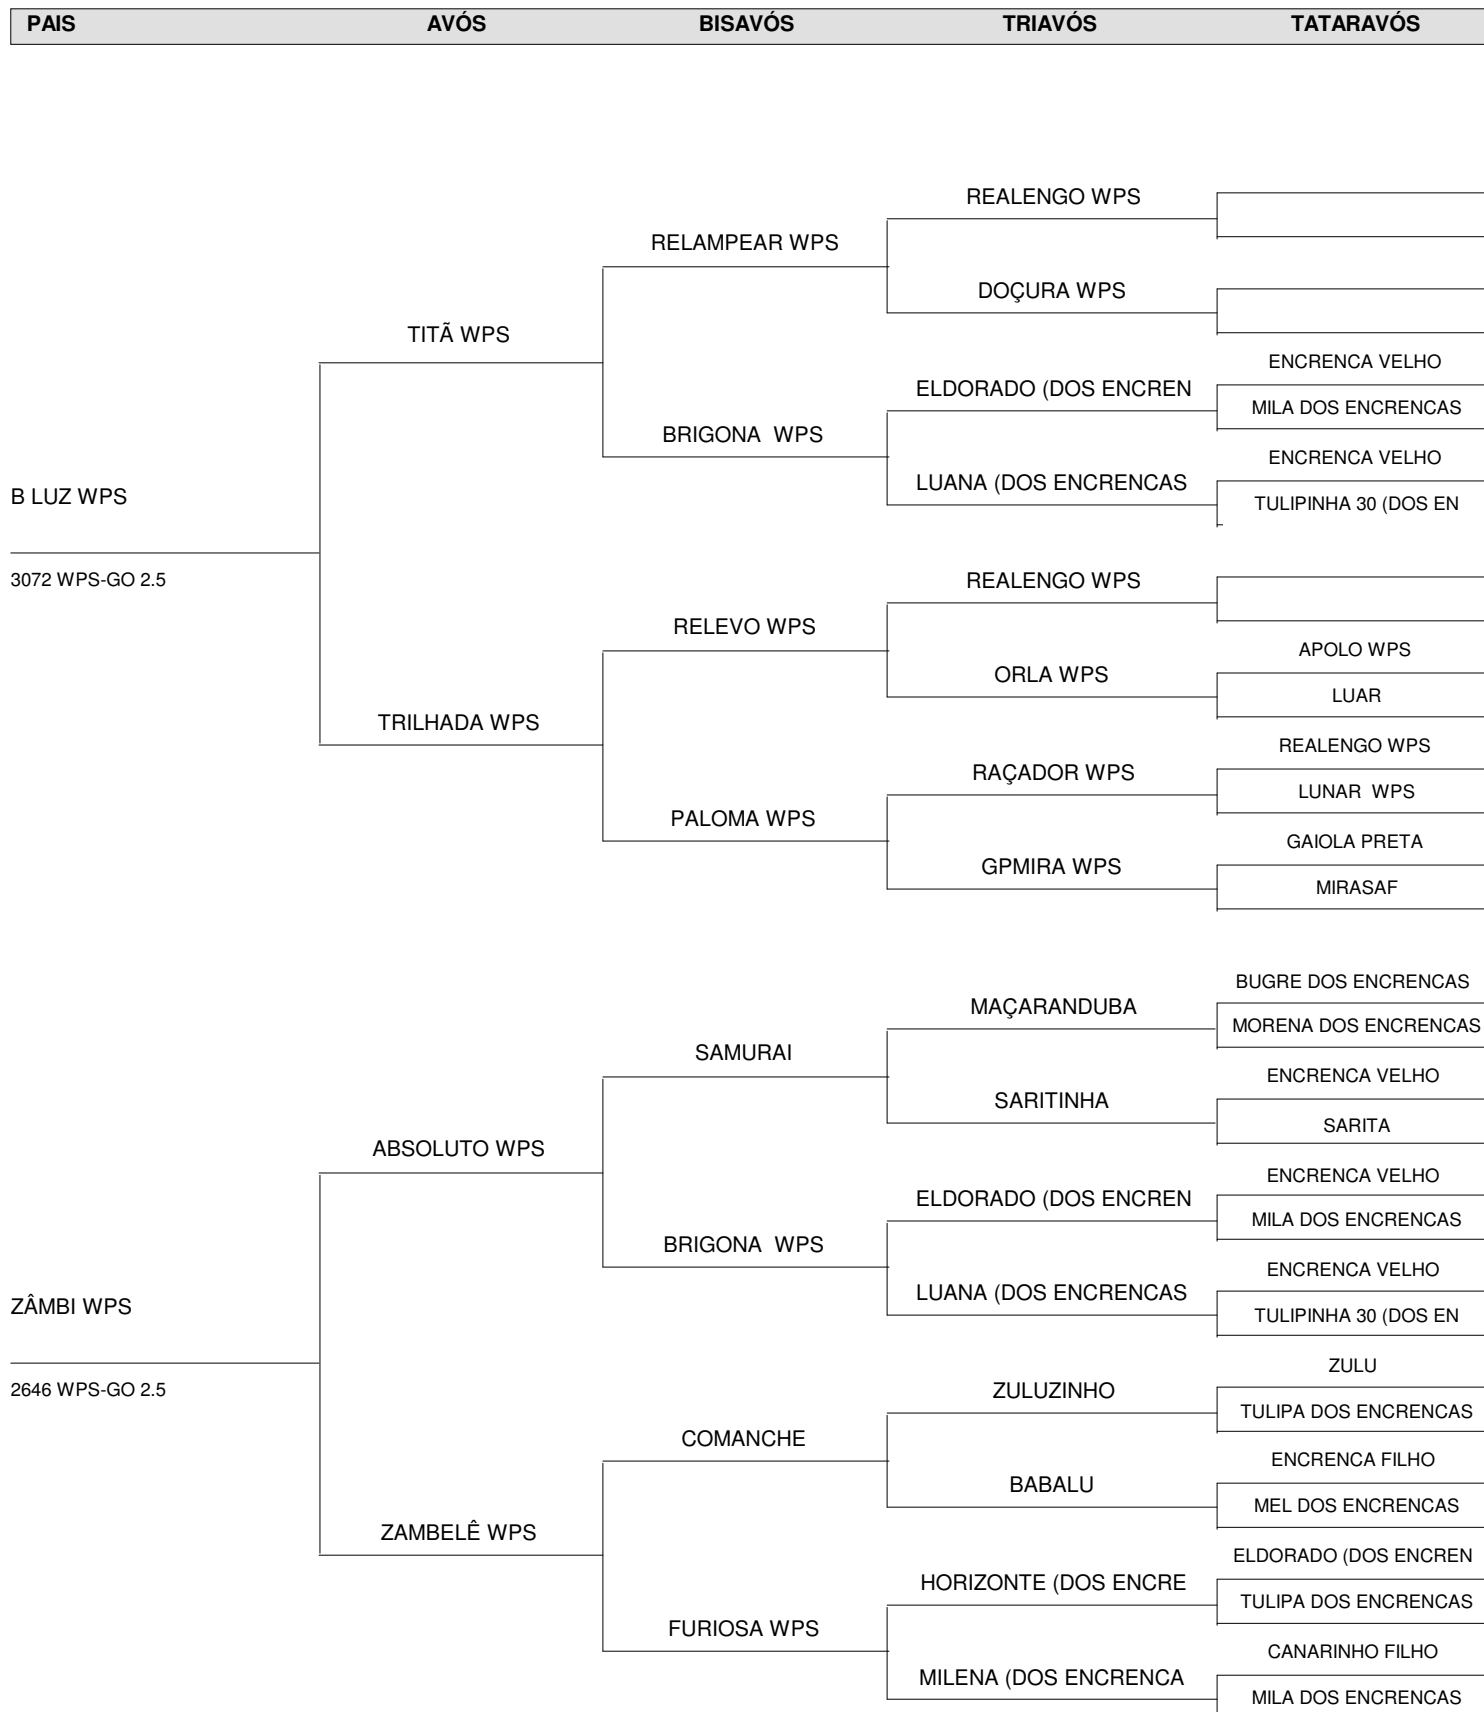 PAIS AVÓS BISAVÓS TRIAVÓS TATARAVÓS
REALENGO WPS
RELAMPEAR WPS
DOÇURA WPS
TITÃ WPS
ENCRENCA VELHO
ELDORADO (DOS ENCREN
MILA DOS ENCRENCAS
BRIGONA  WPS
ENCRENCA VELHO
LUANA (DOS ENCRENCAS
B LUZ WPS
TULIPINHA 30 (DOS EN
3072 WPS-GO 2.5
REALENGO WPS
RELEVO WPS
APOLO WPS
ORLA WPS
LUAR
TRILHADA WPS
REALENGO WPS
RAÇADOR WPS
LUNAR  WPS
PALOMA WPS
GAIOLA PRETA
GPMIRA WPS
MIRASAF
BUGRE DOS ENCRENCAS
MAÇARANDUBA
MORENA DOS ENCRENCAS
SAMURAI
ENCRENCA VELHO
SARITINHA
SARITA
ABSOLUTO WPS
ENCRENCA VELHO
ELDORADO (DOS ENCREN
MILA DOS ENCRENCAS
BRIGONA  WPS
ENCRENCA VELHO
LUANA (DOS ENCRENCAS
ZÂMBI WPS
TULIPINHA 30 (DOS EN
ZULU
2646 WPS-GO 2.5
ZULUZINHO
TULIPA DOS ENCRENCAS
COMANCHE
ENCRENCA FILHO
BABALU
MEL DOS ENCRENCAS
ZAMBELÊ WPS
ELDORADO (DOS ENCREN
HORIZONTE (DOS ENCRE
TULIPA DOS ENCRENCAS
FURIOSA WPS
CANARINHO FILHO
MILENA (DOS ENCRENCA
MILA DOS ENCRENCAS